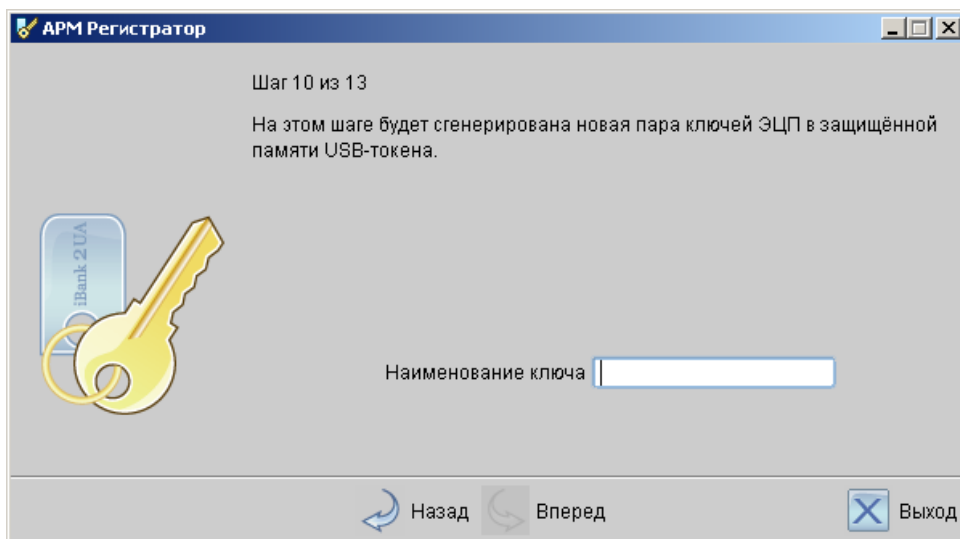 АРМ Регистратор
Шаг 10 из 13
На этом шаге будет сгенерирована новая пара ключей ЭЦП в защищённой
памяти USB-токена.
iBank 2 UA
Наименование ключа
Назад Вперед Выход